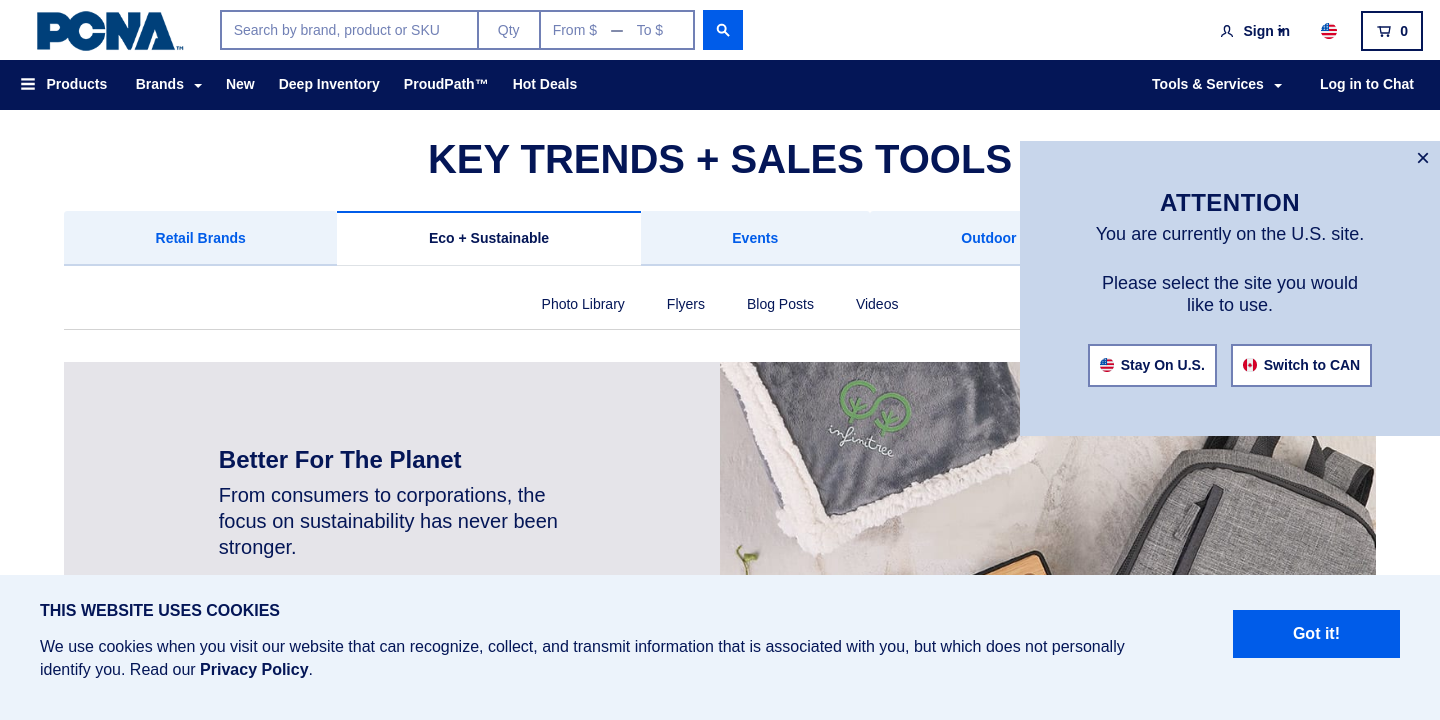 PCNA™
Search by brand, product or SKU
Qty
From $ — To $
Sign in
0
Products
Brands
New
Deep Inventory
ProudPath™
Hot Deals
Tools & Services
Log in to Chat
KEY TRENDS + SALES TOOLS
Retail Brands
Eco + Sustainable
Events
Outdoor
Photo Library
Flyers
Blog Posts
Videos
×
ATTENTION
You are currently on the U.S. site.
Please select the site you would
like to use.
Stay On U.S.
Switch to CAN
infinitree
Better For The Planet
From consumers to corporations, the
focus on sustainability has never been
stronger.
THIS WEBSITE USES COOKIES
We use cookies when you visit our website that can recognize, collect, and transmit information that is associated with you, but which does not personally
identify you. Read our Privacy Policy.
Got it!